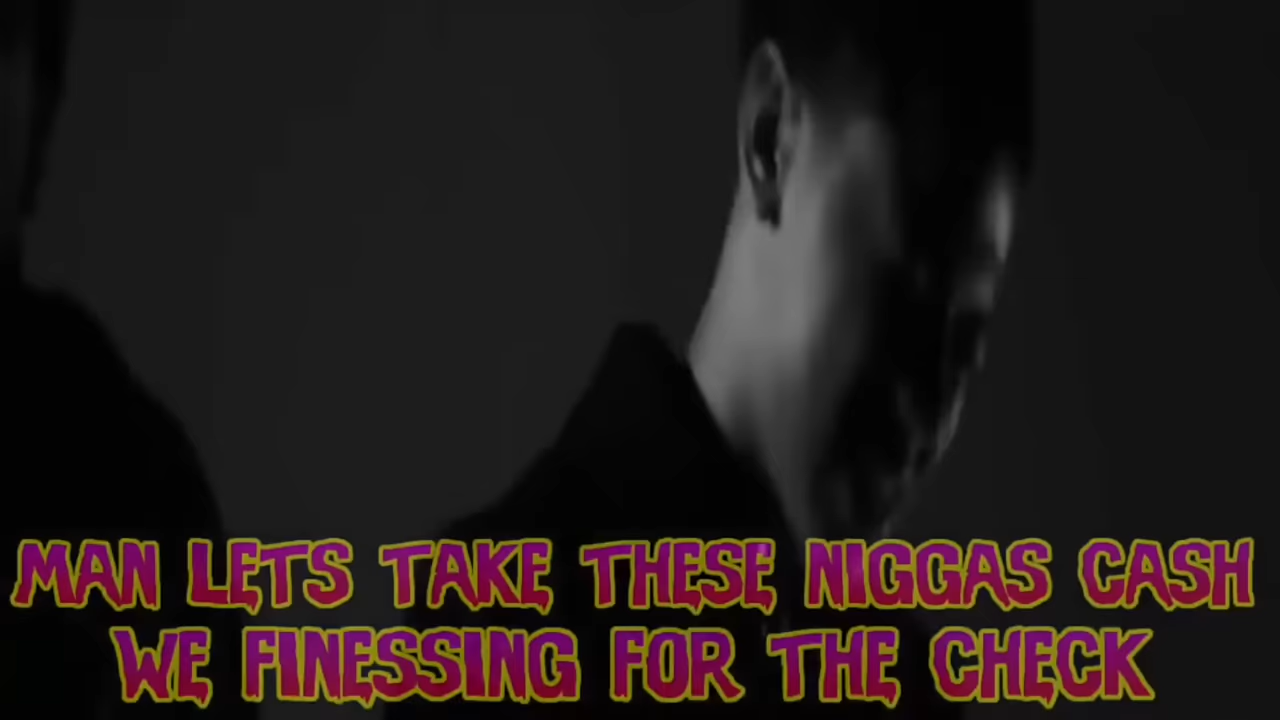 MAN LETS TAKE THESE NIGGAS CASH
WE FINESSING FOR THE CHECK